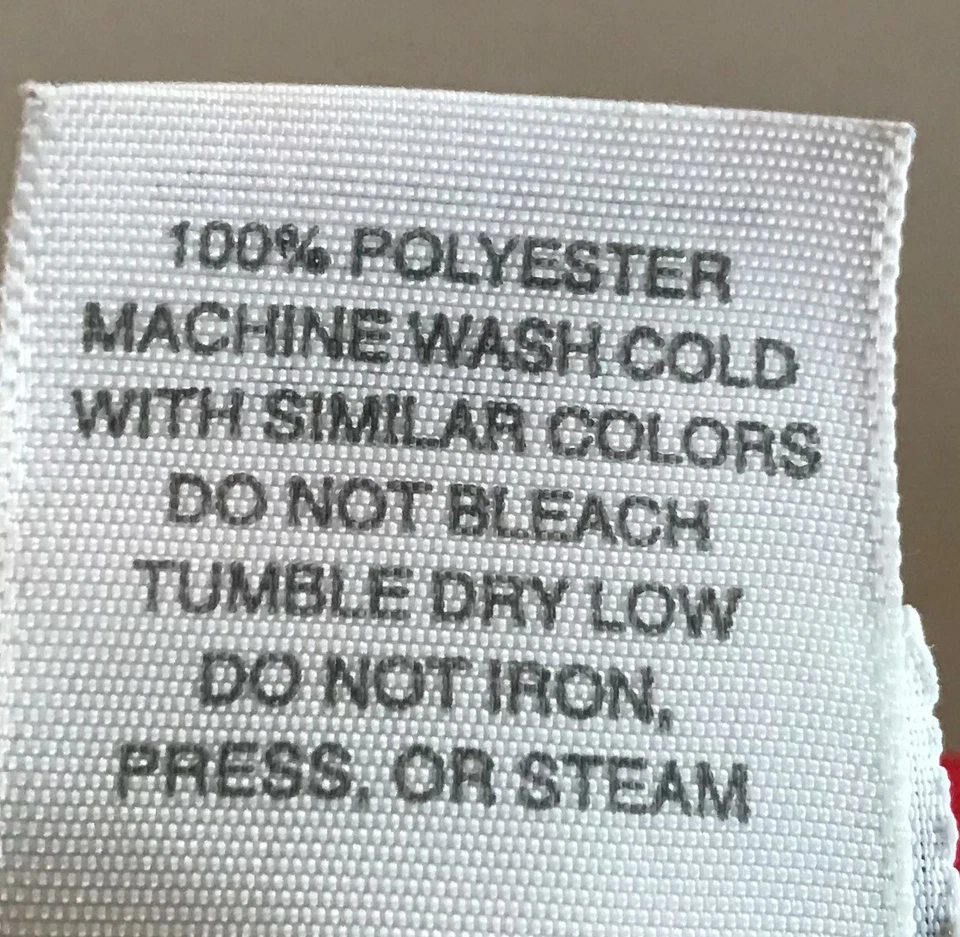 100% POLYESTER
MACHINE WASH COLD
WITH SIMILAR COLORS
DO NOT BLEACH
TUMBLE DRY LOW
DO NOT IRON,
PRESS, OR STEAM